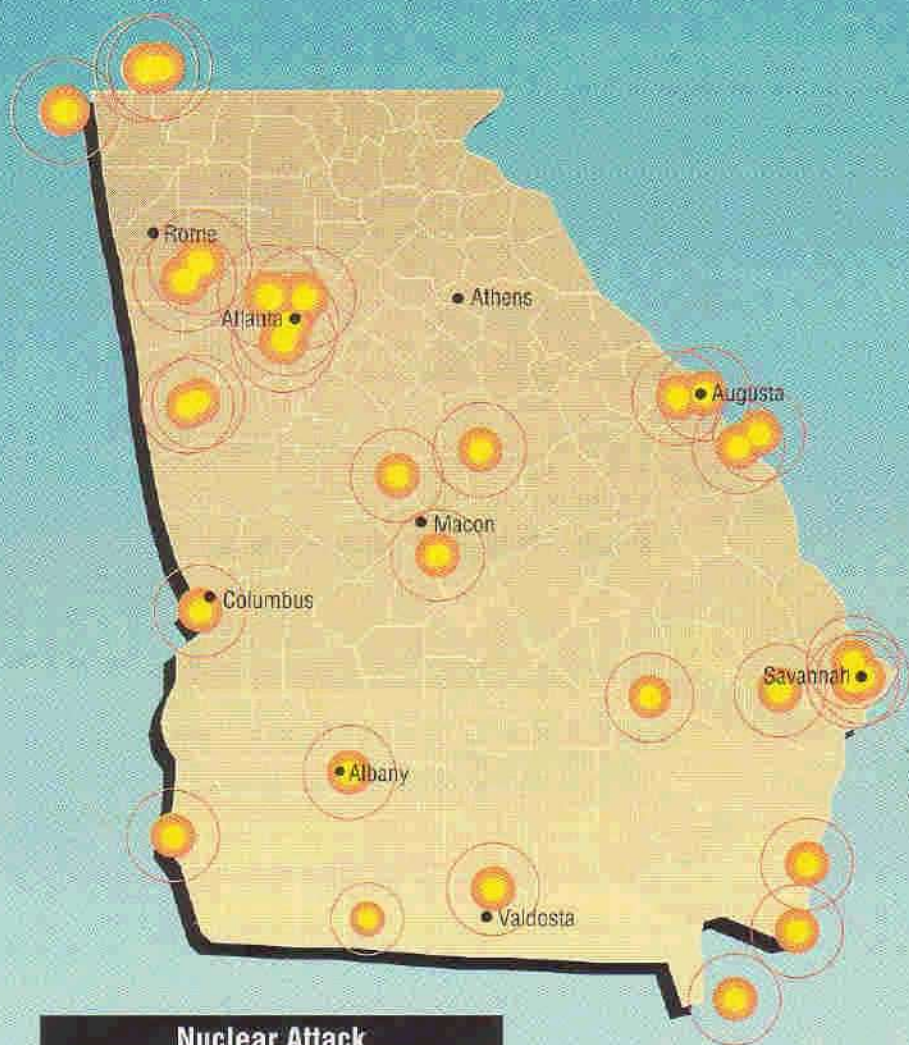 Rome
Athens
Atlanta
Augusta
Macon
Columbus
Savannah
Albany
Valdosta
Nuclear Attack